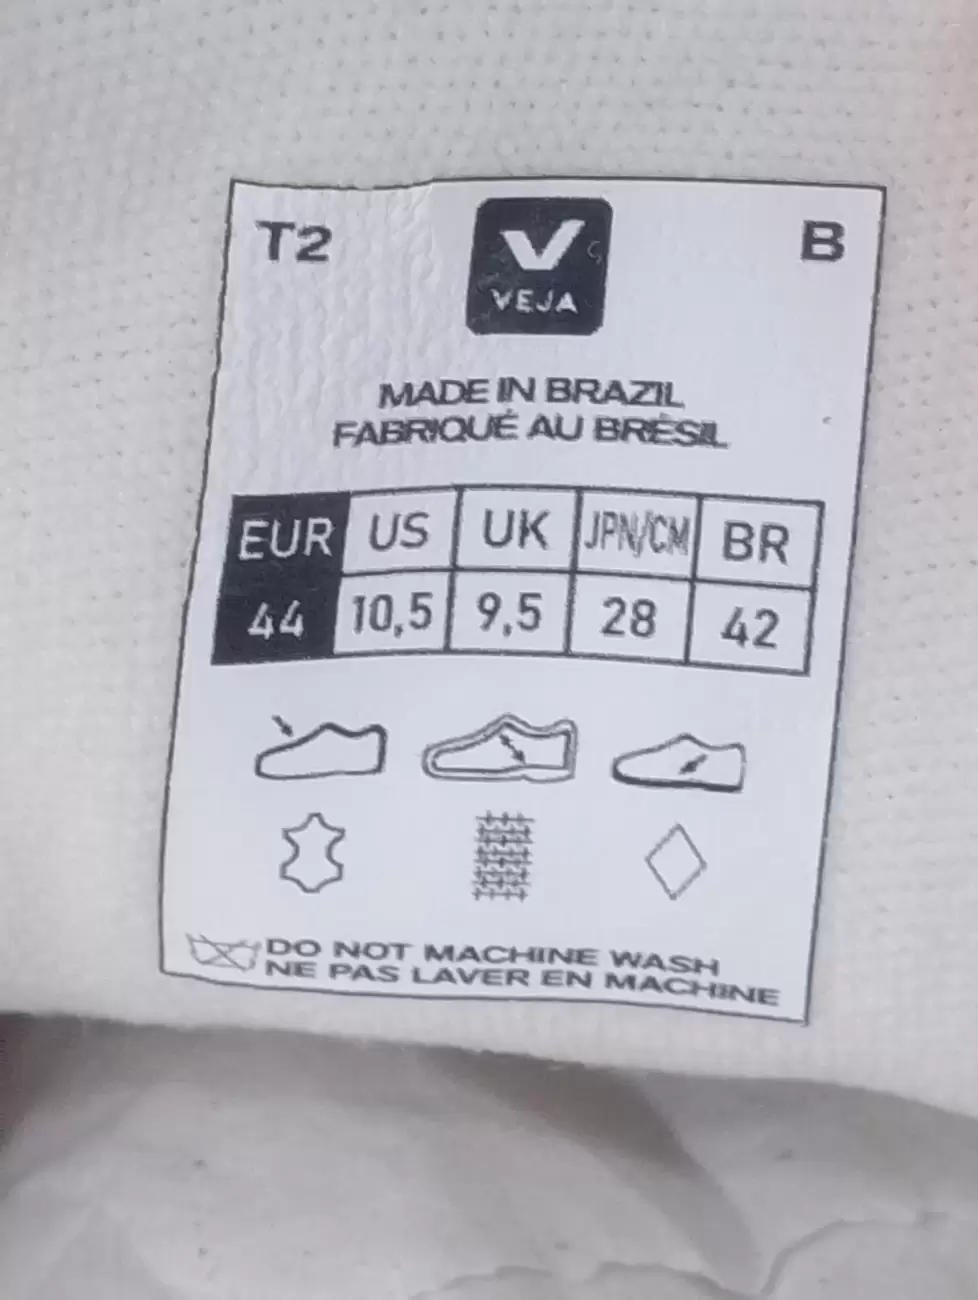 T2 B
V
VEJA
MADE IN BRAZIL
FABRIQUÉ AU BRÉSIL
EUR US UK JPN/CM BR
44 10,5 9,5 28 42
DO NOT MACHINE WASH
NE PAS LAVER EN MACHINE